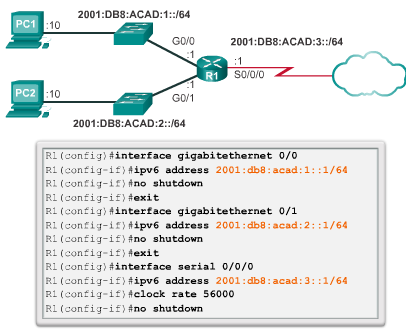 PC1
:10
2001:DB8:ACAD:1::/64
G0/0
:1
2001:DB8:ACAD:3::/64
R1
:1
S0/0/0
PC2
:10
:1
G0/1
2001:DB8:ACAD:2::/64
R1(config)#interface gigabitethernet 0/0
R1(config-if)#ipv6 address 2001:db8:acad:1::1/64
R1(config-if)#no shutdown
R1(config-if)#exit
R1(config)#interface gigabitethernet 0/1
R1(config-if)#ipv6 address 2001:db8:acad:2::1/64
R1(config-if)#no shutdown
R1(config-if)#exit
R1(config)#interface serial 0/0/0
R1(config-if)#ipv6 address 2001:db8:acad:3::1/64
R1(config-if)#clock rate 56000
R1(config-if)#no shutdown